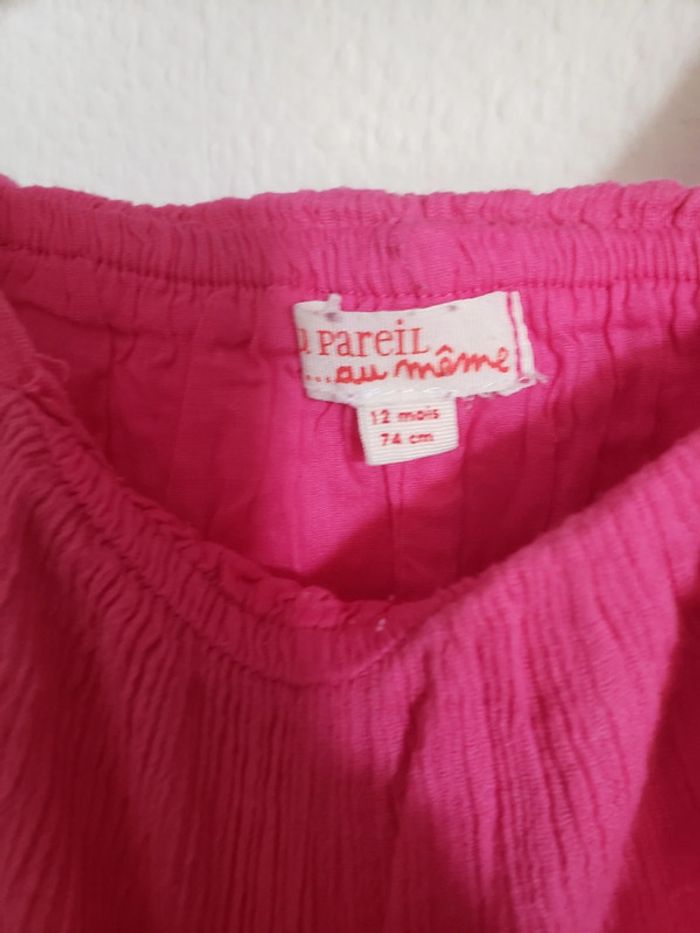 Pareil
...au même
12 mois
74 cm